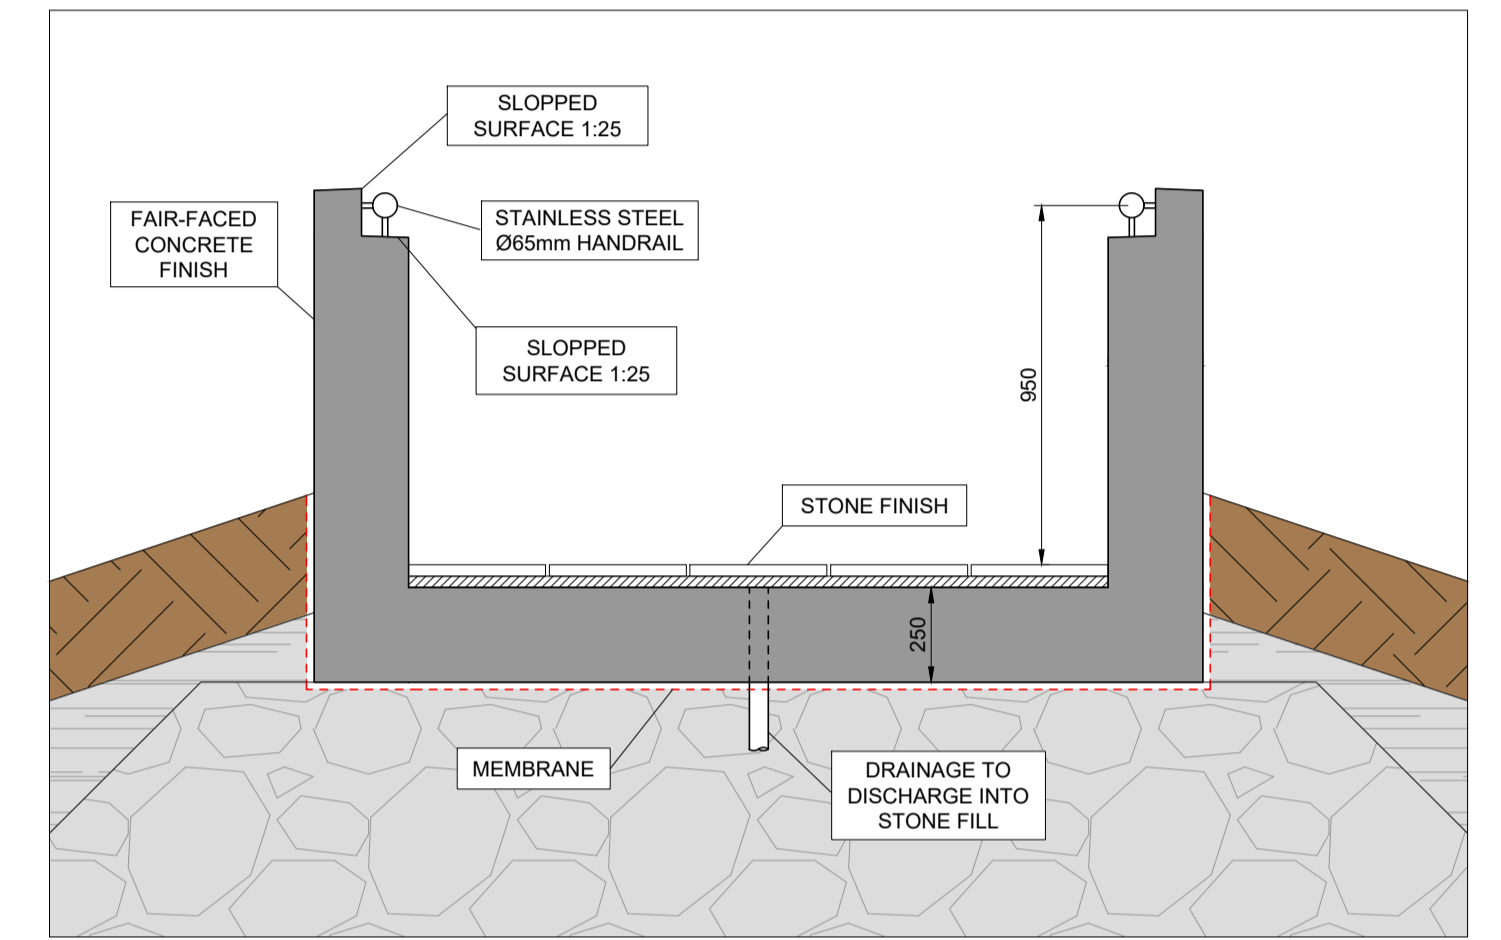 SLOPPED
SURFACE 1:25
FAIR-FACED
CONCRETE
FINISH
STAINLESS STEEL
Ø65mm HANDRAIL
SLOPPED
SURFACE 1:25
950
STONE FINISH
250
MEMBRANE
DRAINAGE TO
DISCHARGE INTO
STONE FILL